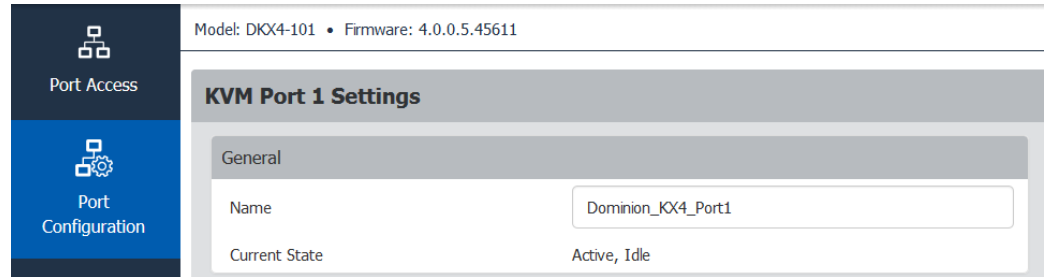 Model: DKX4-101 • Firmware: 4.0.0.5.45611
Port Access
KVM Port 1 Settings
General
Port
Configuration
Name
Dominion_KX4_Port1
Current State
Active, Idle